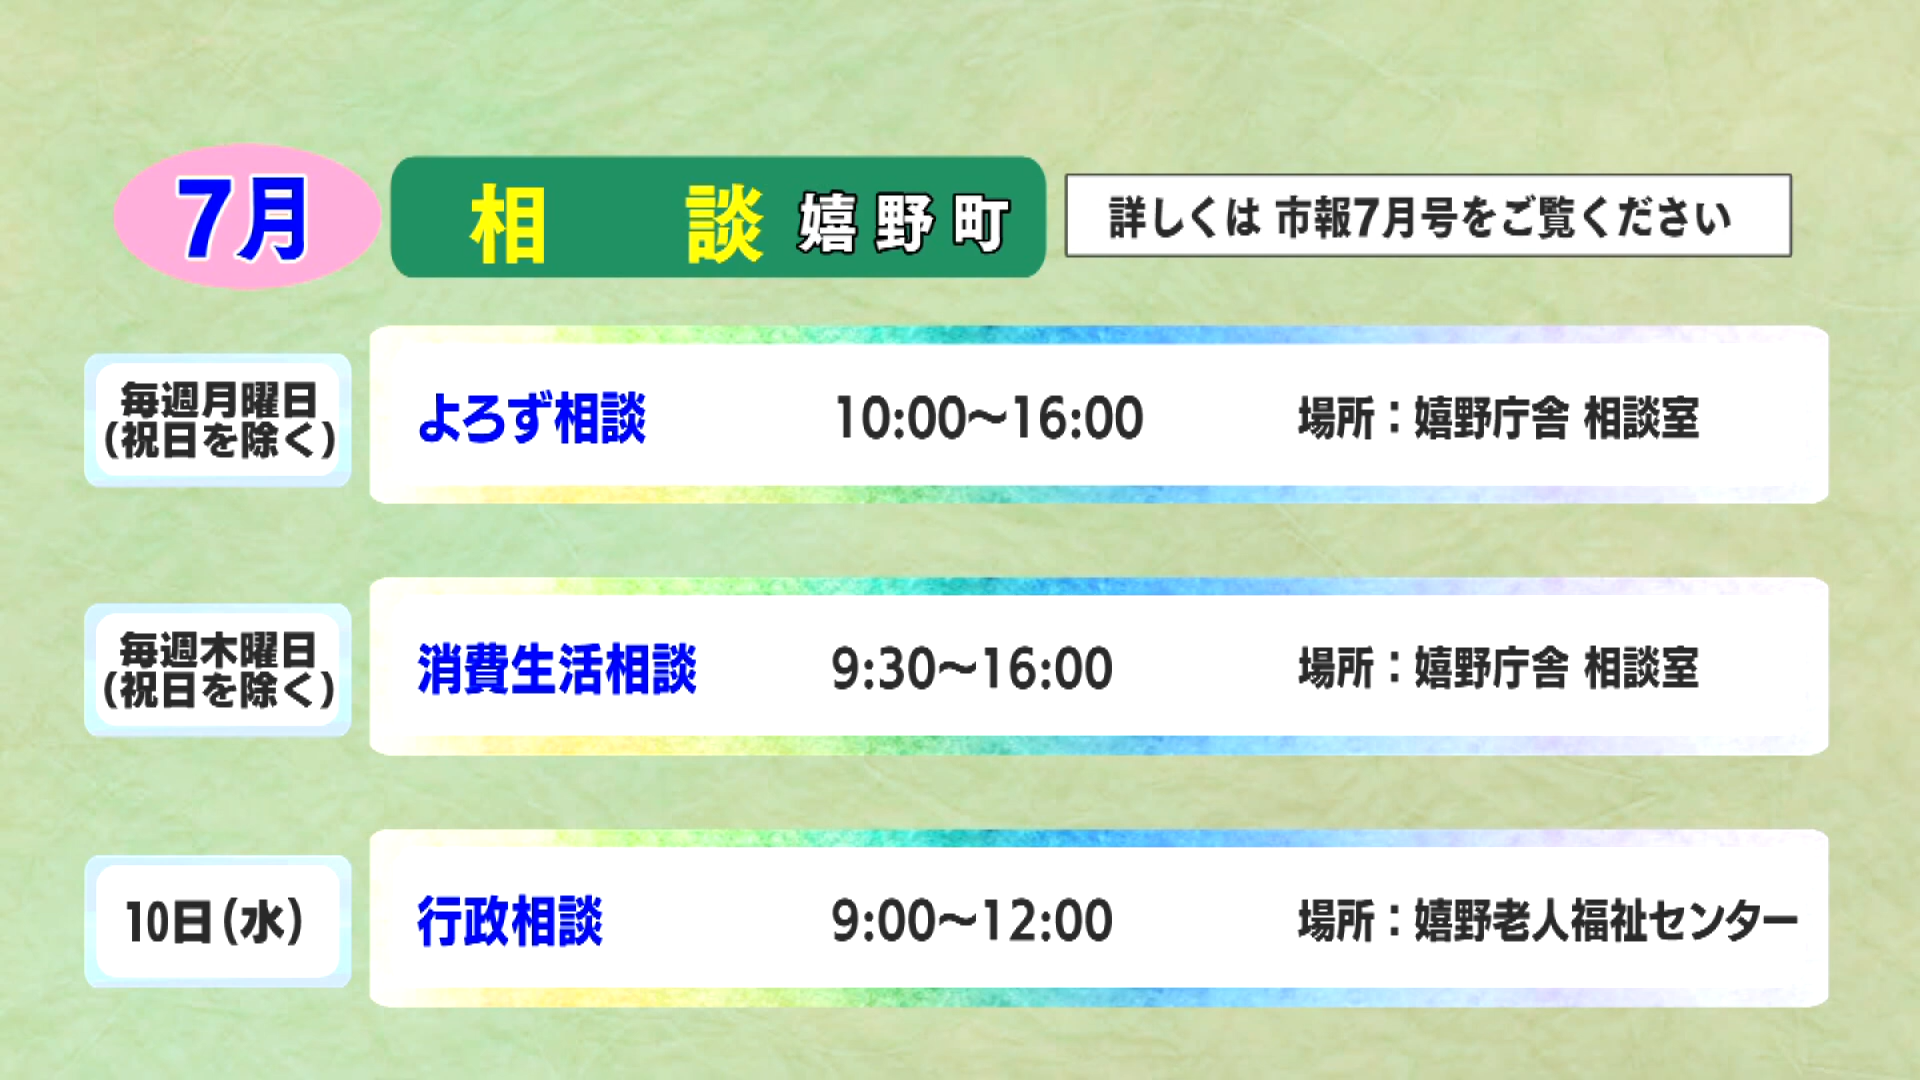 7月
相 談 嬉野町
詳しくは 市報7月号をご覧ください
毎週月曜日
(祝日を除く)
よろず相談 10:00～16:00 場所：嬉野庁舎 相談室
毎週木曜日
(祝日を除く)
消費生活相談 9:30～16:00 場所：嬉野庁舎 相談室
10日(水)
行政相談 9:00～12:00 場所：嬉野老人福祉センター